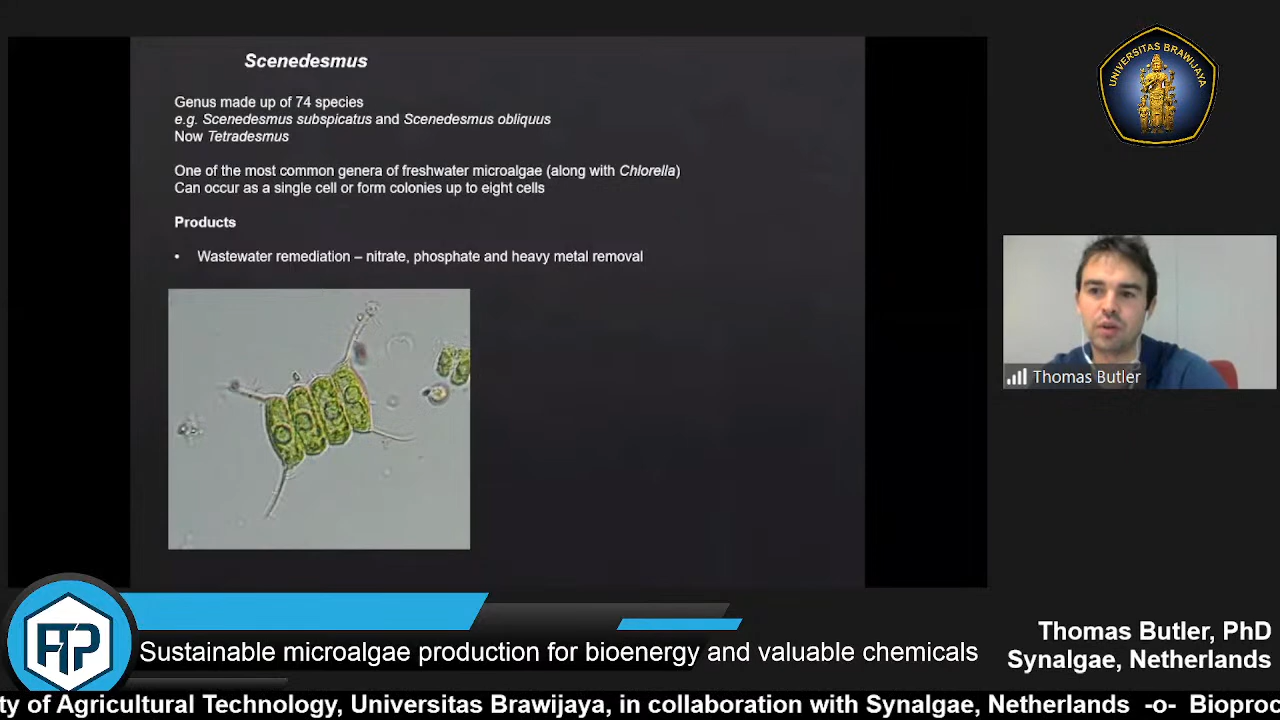 Scenedesmus
Genus made up of 74 species
e.g. Scenedesmus subspicatus and Scenedesmus obliquus
Now Tetradesmus
One of the most common genera of freshwater microalgae (along with Chlorella)
Can occur as a single cell or form colonies up to eight cells
Products
• Wastewater remediation – nitrate, phosphate and heavy metal removal
UNIVERSITAS BRAWIJAYA
Thomas Butler
FTP
Sustainable microalgae production for bioenergy and valuable chemicals
Thomas Butler, PhD
Synalgae, Netherlands
ty of Agricultural Technology, Universitas Brawijaya, in collaboration with Synalgae, Netherlands -o- Bioproc